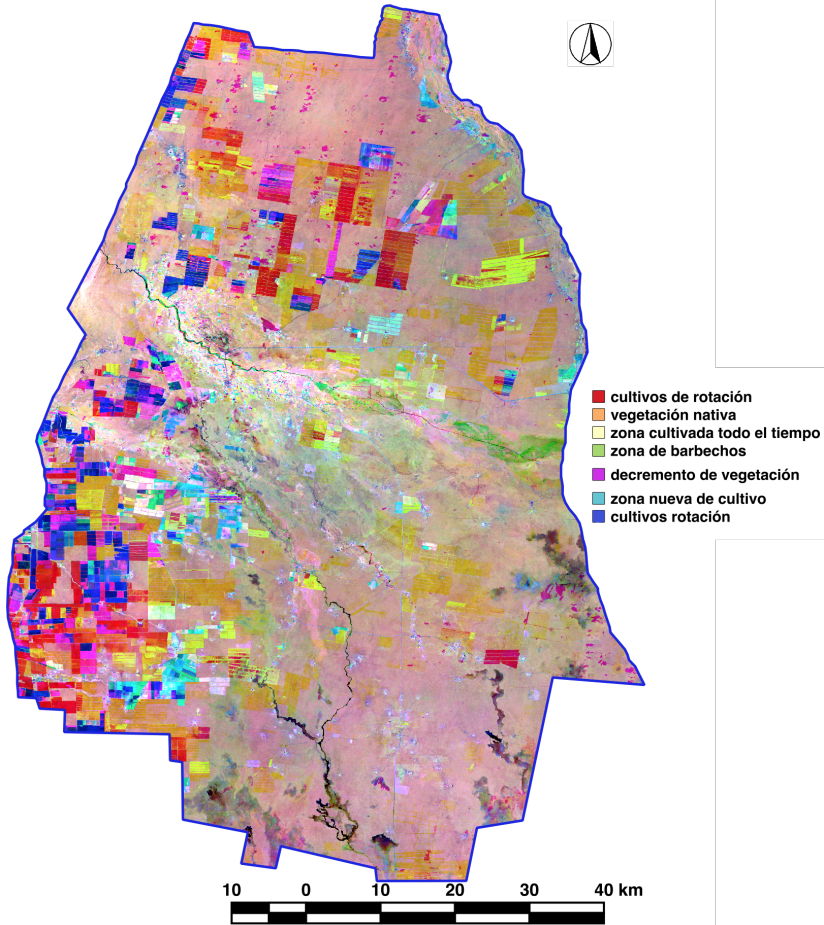 cultivos de rotación
vegetación nativa
zona cultivada todo el tiempo
zona de barbechos
decremento de vegetación
zona nueva de cultivo
cultivos rotación
10 0 10 20 30 40 km